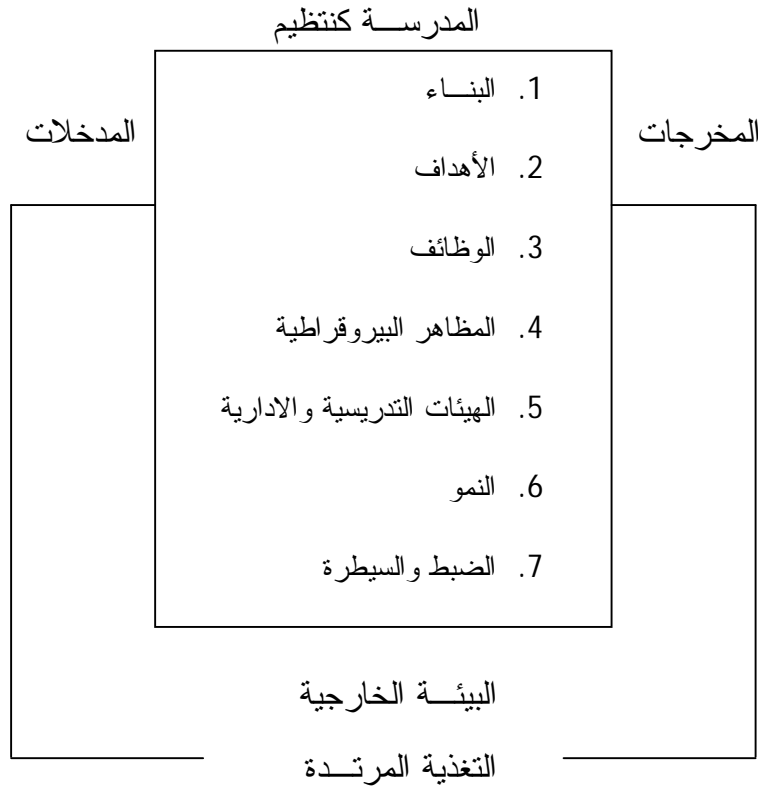 المدرسة كتنظيم
المخرجات
المدخلات
1. البناء
2. الأهداف
3. الوظائف
4. المظاهر البيروقراطية
5. الهيئات التدريسية والادارية
6. النمو
7. الضبط والسيطرة
البيئة الخارجية
التغذية المرتدة